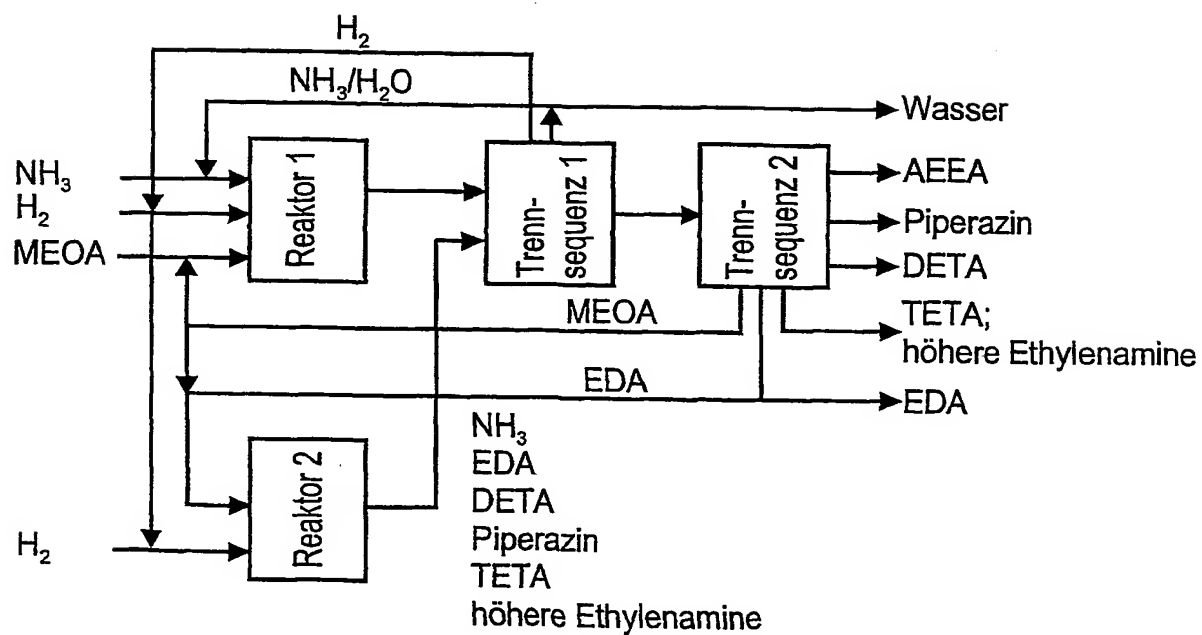 H₂
NH₃/H₂O
Wasser
NH₃
H₂
MEOA
Reaktor 1
Trenn-
sequenz 1
Trenn-
sequenz 2
AEEA
Piperazin
DETA
TETA;
höhere Ethylenamine
MEOA
EDA
EDA
H₂
Reaktor 2
NH₃
EDA
DETA
Piperazin
TETA
höhere Ethylenamine